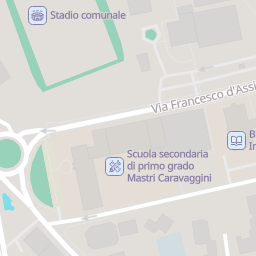 Stadio comunale
Via Francesco d'Assi
B
Scuola secondaria
di primo grado
Mastri Caravaggini